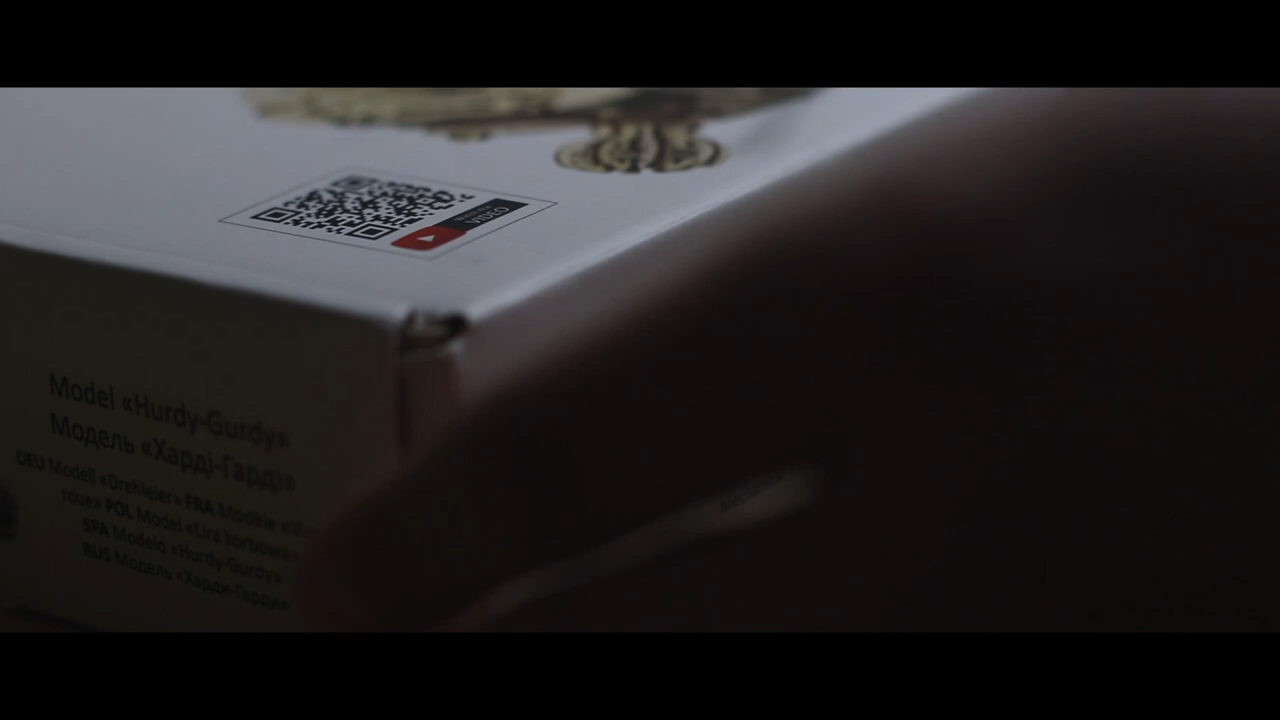 VIDEO
Model «Hurdy-Gurdy»
Модель «Харді-Гарді»
DEU Modell «Drehleier» FRA Modèle
roue» POL Model «Lira korbowa»
SPA Modelo «Hurdy-Gurdy»
RUS Модель «Харди-Гарди»